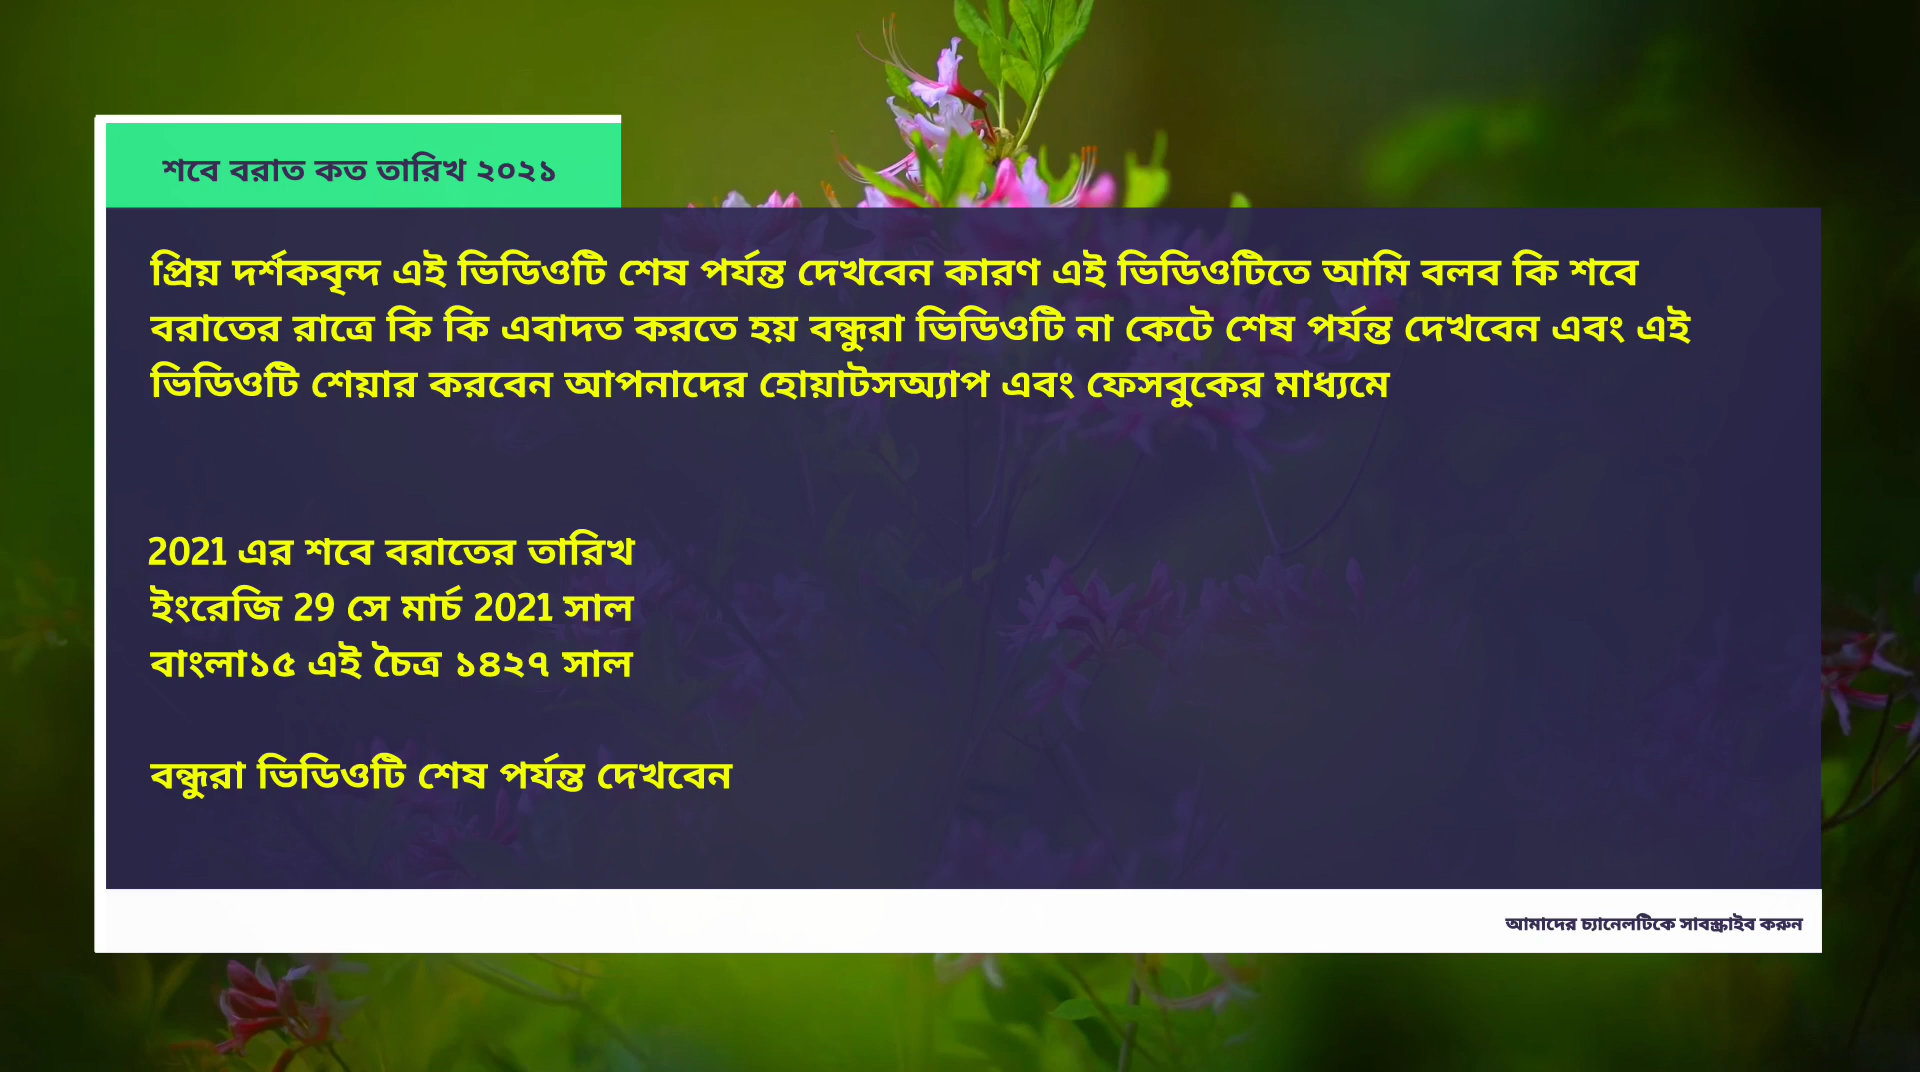 শবে বরাত কত তারিখ ২০২১
প্রিয় দর্শকবৃন্দ এই ভিডিওটি শেষ পর্যন্ত দেখবেন কারণ এই ভিডিওটিতে আমি বলব কি শবে
বরাতের রাত্রে কি কি এবাদত করতে হয় বন্ধুরা ভিডিওটি না কেটে শেষ পর্যন্ত দেখবেন এবং এই
ভিডিওটি শেয়ার করবেন আপনাদের হোয়াটসঅ্যাপ এবং ফেসবুকের মাধ্যমে
2021 এর শবে বরাতের তারিখ
ইংরেজি 29 সে মার্চ 2021 সাল
বাংলা১৫ এই চৈত্র ১৪২৭ সাল
বন্ধুরা ভিডিওটি শেষ পর্যন্ত দেখবেন
আমাদের চ্যানেলটিকে সাবস্ক্রাইব করুন